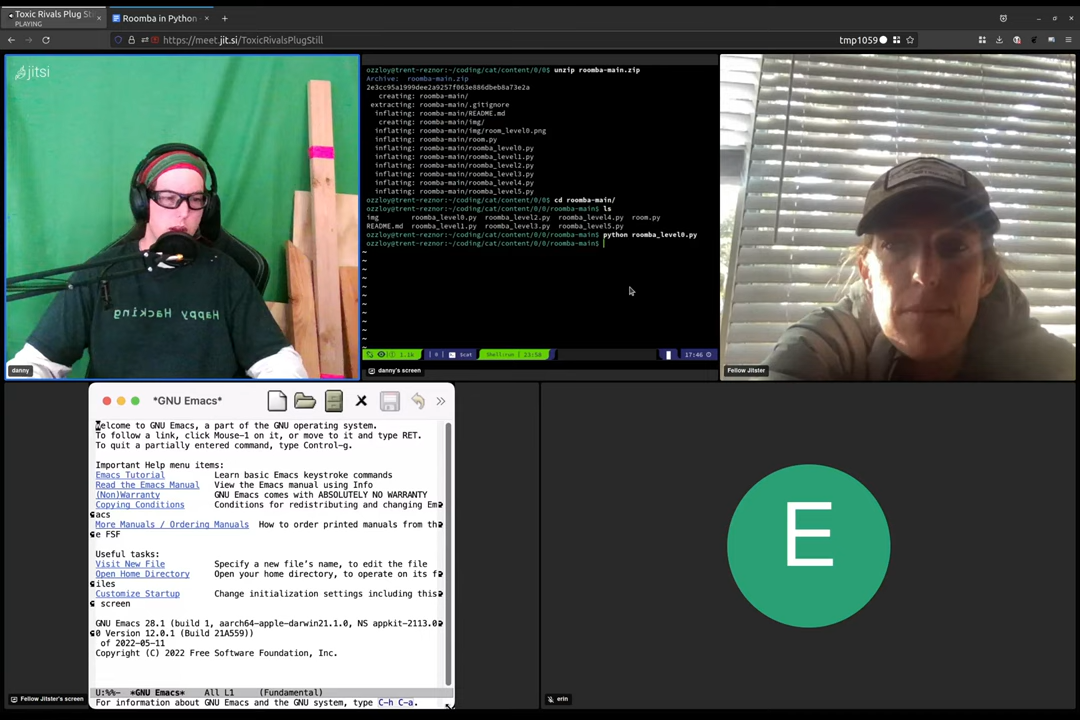 Toxic Rivals Plug Sti
PLAYING
Roomba in Python
https://meet.jit.si/ToxicRivalsPlugStill
tmp1059
jitsi
Happy Hacking
danny
ozzloy@trent-reznor:~/coding/cat/content/0/0$ unzip roomba-main.zip
Archive:  roomba-main.zip
2e3cc95a1999dee2a9257f063e886dbeb8a73e2a
creating: roomba-main/
extracting: roomba-main/.gitignore
inflating: roomba-main/README.md
creating: roomba-main/img/
inflating: roomba-main/img/room_level0.png
inflating: roomba-main/room.py
inflating: roomba-main/roomba_level0.py
inflating: roomba-main/roomba_level1.py
inflating: roomba-main/roomba_level2.py
inflating: roomba-main/roomba_level3.py
inflating: roomba-main/roomba_level4.py
inflating: roomba-main/roomba_level5.py
ozzloy@trent-reznor:~/coding/cat/content/0/0$ cd roomba-main/
ozzloy@trent-reznor:~/coding/cat/content/0/0/roomba-main$ ls
img roomba_level0.py roomba_level2.py roomba_level4.py room.py
README.md roomba_level1.py roomba_level3.py roomba_level5.py
ozzloy@trent-reznor:~/coding/cat/content/0/0/roomba-main$ python roomba_level0.py
ozzloy@trent-reznor:~/coding/cat/content/0/0/roomba-main$
~
~
~
~
~
~
~
~
1.1k 0 $cat 23:58 17:46
danny's screen
Fellow Jitster
*GNU Emacs*
Welcome to GNU Emacs, a part of the GNU operating system.
To follow a link, click Mouse-1 on it, or move to it and type RET.
To quit a partially entered command, type Control-g.
Important Help menu items:
Emacs Tutorial Learn basic Emacs keystroke commands
Read the Emacs Manual View the Emacs manual using Info
(Non)Warranty GNU Emacs comes with ABSOLUTELY NO WARRANTY
Copying Conditions Conditions for redistributing and changing Em
acs
More Manuals / Ordering Manuals How to order printed manuals from th
e FSF
Useful tasks:
Visit New File Specify a new file's name, to edit the file
Open Home Directory Open your home directory, to operate on its f
iles
Customize Startup Change initialization settings including this
screen
GNU Emacs 28.1 (build 1, aarch64-apple-darwin21.1.0, NS appkit-2113.0
0 Version 12.0.1 (Build 21A559))
of 2022-05-11
Copyright (C) 2022 Free Software Foundation, Inc.
U:%%- *GNU Emacs* All L1 (Fundamental)
For information about GNU Emacs and the GNU system, type C-h C-a.
Fellow Jitster's screen
E
erin